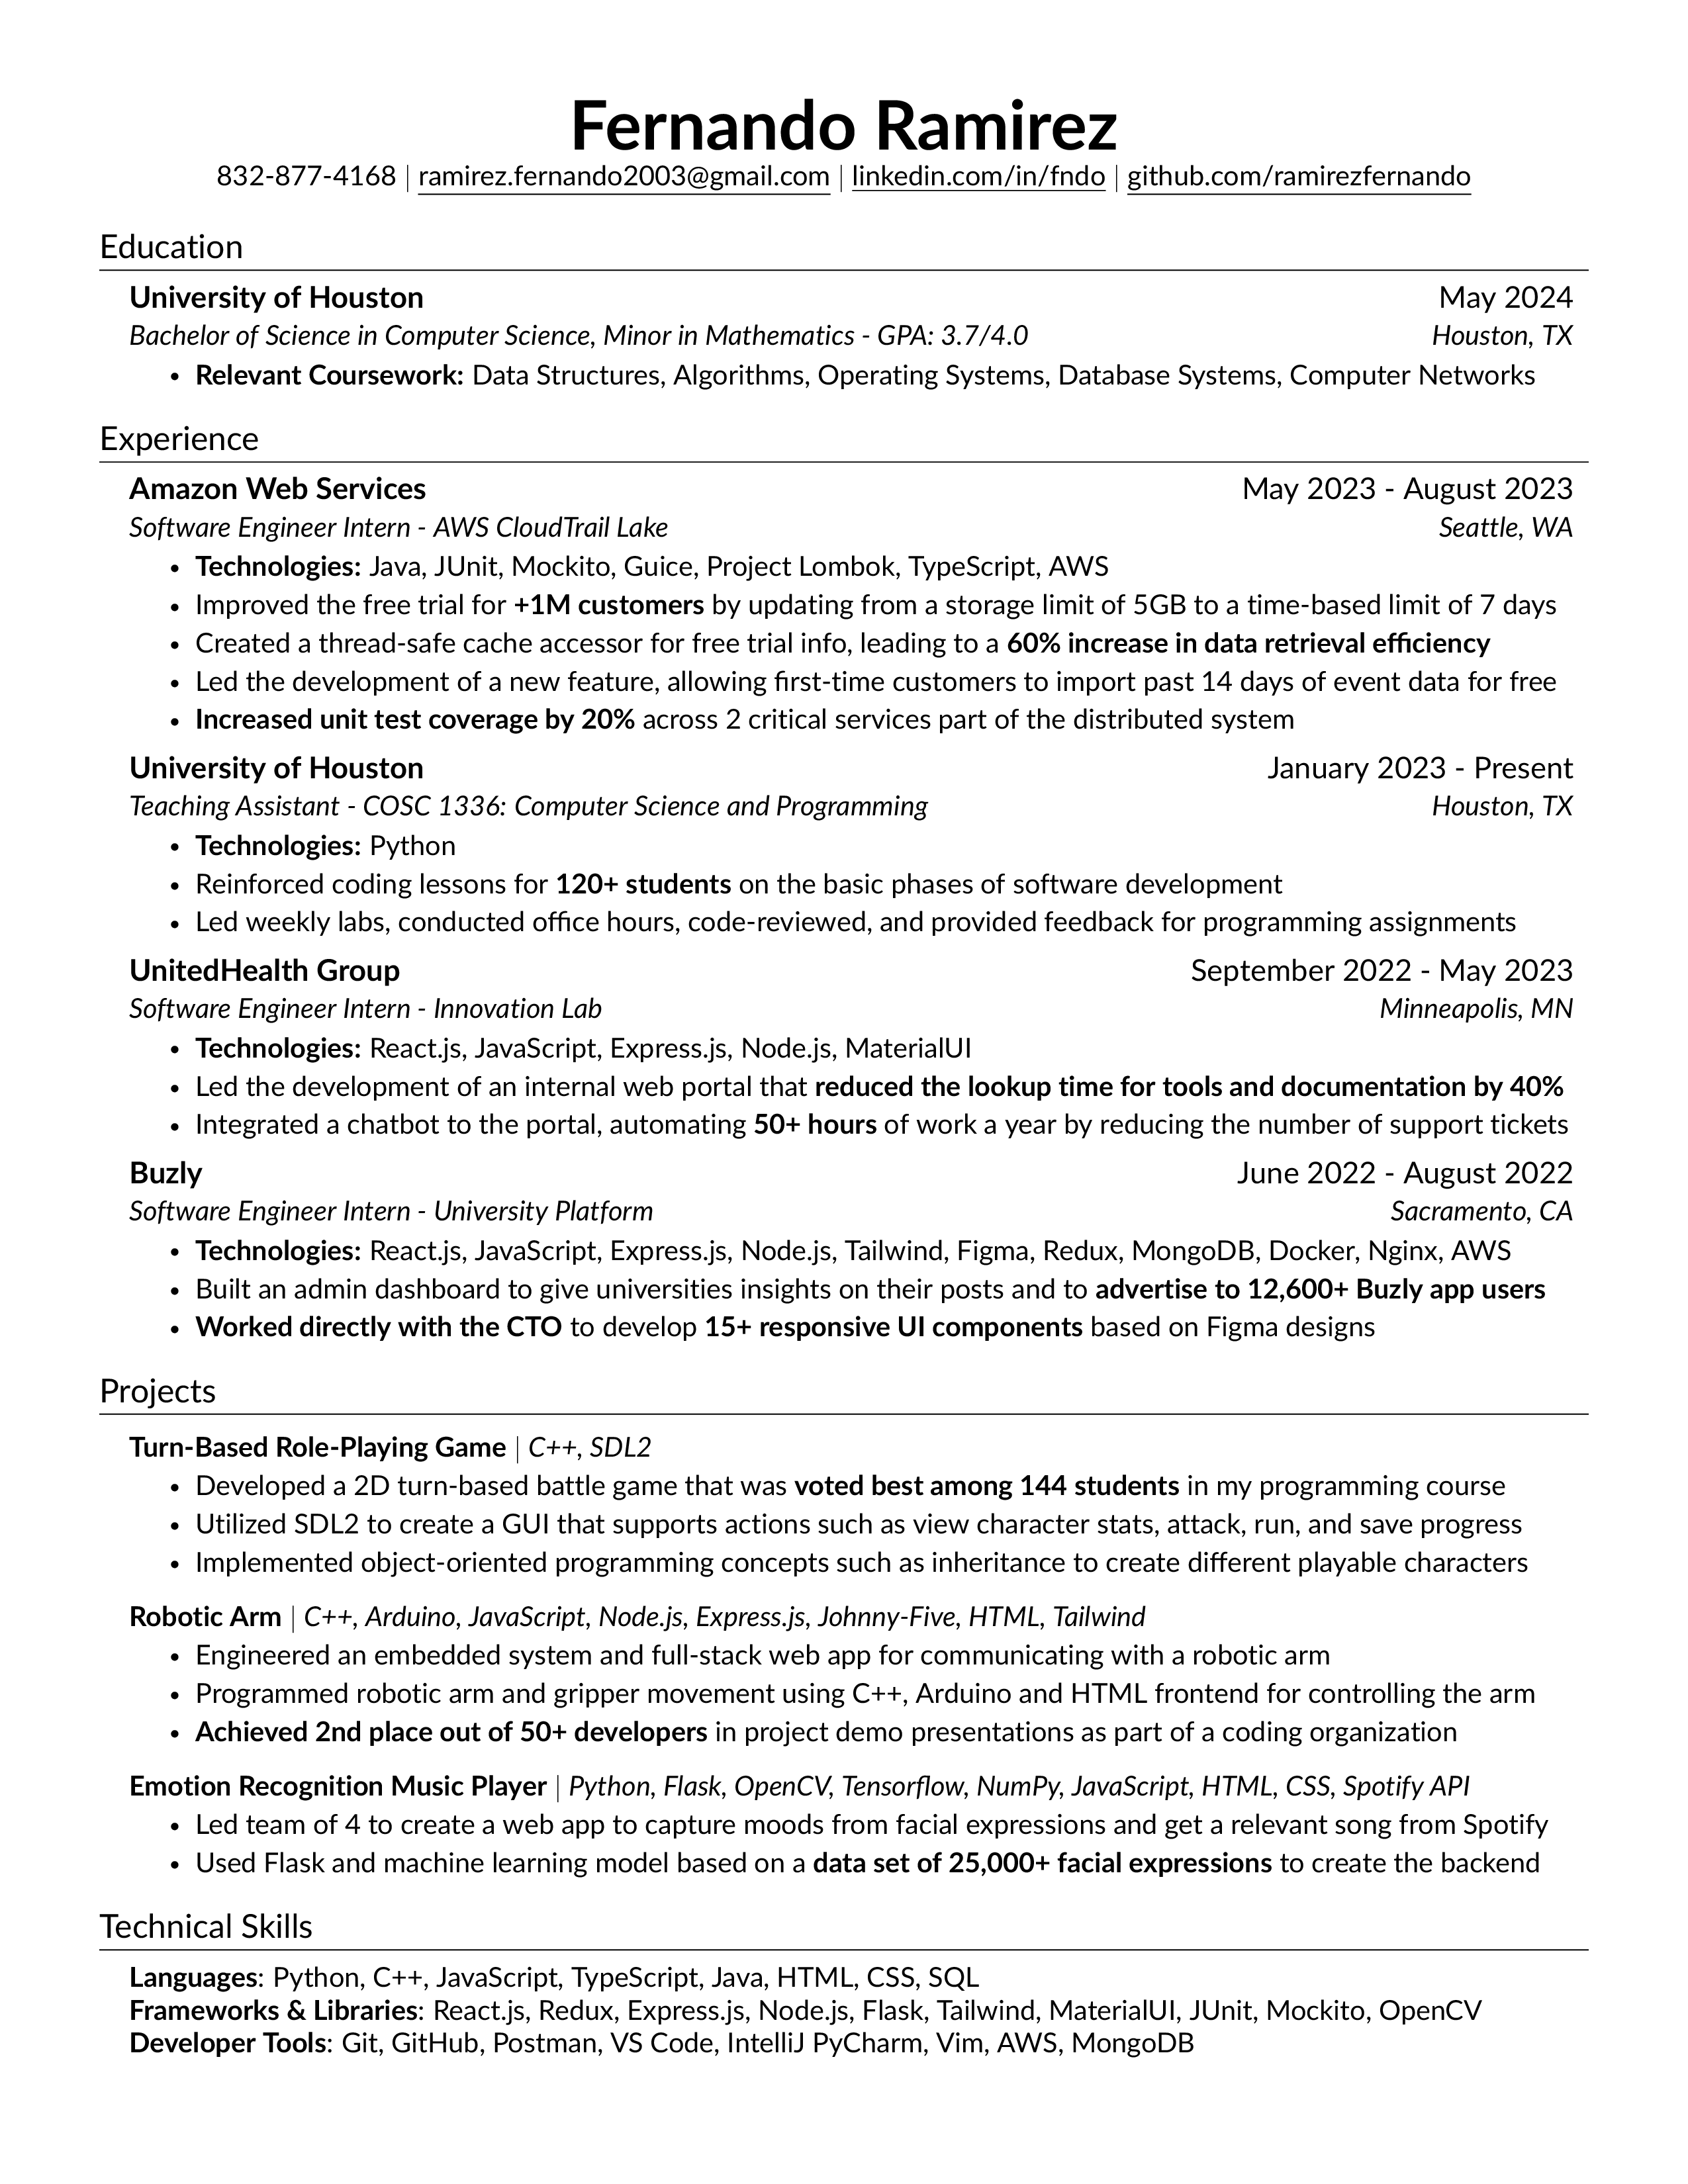 Fernando Ramirez
832-877-4168 | ramirez.fernando2003@gmail.com | linkedin.com/in/fndo | github.com/ramirezfernando
Education
University of Houston May 2024
Bachelor of Science in Computer Science, Minor in Mathematics - GPA: 3.7/4.0 Houston, TX
• Relevant Coursework: Data Structures, Algorithms, Operating Systems, Database Systems, Computer Networks
Experience
Amazon Web Services May 2023 - August 2023
Software Engineer Intern - AWS CloudTrail Lake Seattle, WA
• Technologies: Java, JUnit, Mockito, Guice, Project Lombok, TypeScript, AWS
• Improved the free trial for +1M customers by updating from a storage limit of 5GB to a time-based limit of 7 days
• Created a thread-safe cache accessor for free trial info, leading to a 60% increase in data retrieval efficiency
• Led the development of a new feature, allowing first-time customers to import past 14 days of event data for free
• Increased unit test coverage by 20% across 2 critical services part of the distributed system
University of Houston January 2023 - Present
Teaching Assistant - COSC 1336: Computer Science and Programming Houston, TX
• Technologies: Python
• Reinforced coding lessons for 120+ students on the basic phases of software development
• Led weekly labs, conducted office hours, code-reviewed, and provided feedback for programming assignments
UnitedHealth Group September 2022 - May 2023
Software Engineer Intern - Innovation Lab Minneapolis, MN
• Technologies: React.js, JavaScript, Express.js, Node.js, MaterialUI
• Led the development of an internal web portal that reduced the lookup time for tools and documentation by 40%
• Integrated a chatbot to the portal, automating 50+ hours of work a year by reducing the number of support tickets
Buzly June 2022 - August 2022
Software Engineer Intern - University Platform Sacramento, CA
• Technologies: React.js, JavaScript, Express.js, Node.js, Tailwind, Figma, Redux, MongoDB, Docker, Nginx, AWS
• Built an admin dashboard to give universities insights on their posts and to advertise to 12,600+ Buzly app users
• Worked directly with the CTO to develop 15+ responsive UI components based on Figma designs
Projects
Turn-Based Role-Playing Game | C++, SDL2
• Developed a 2D turn-based battle game that was voted best among 144 students in my programming course
• Utilized SDL2 to create a GUI that supports actions such as view character stats, attack, run, and save progress
• Implemented object-oriented programming concepts such as inheritance to create different playable characters
Robotic Arm | C++, Arduino, JavaScript, Node.js, Express.js, Johnny-Five, HTML, Tailwind
• Engineered an embedded system and full-stack web app for communicating with a robotic arm
• Programmed robotic arm and gripper movement using C++, Arduino and HTML frontend for controlling the arm
• Achieved 2nd place out of 50+ developers in project demo presentations as part of a coding organization
Emotion Recognition Music Player | Python, Flask, OpenCV, Tensorflow, NumPy, JavaScript, HTML, CSS, Spotify API
• Led team of 4 to create a web app to capture moods from facial expressions and get a relevant song from Spotify
• Used Flask and machine learning model based on a data set of 25,000+ facial expressions to create the backend
Technical Skills
Languages: Python, C++, JavaScript, TypeScript, Java, HTML, CSS, SQL
Frameworks & Libraries: React.js, Redux, Express.js, Node.js, Flask, Tailwind, MaterialUI, JUnit, Mockito, OpenCV
Developer Tools: Git, GitHub, Postman, VS Code, IntelliJ PyCharm, Vim, AWS, MongoDB